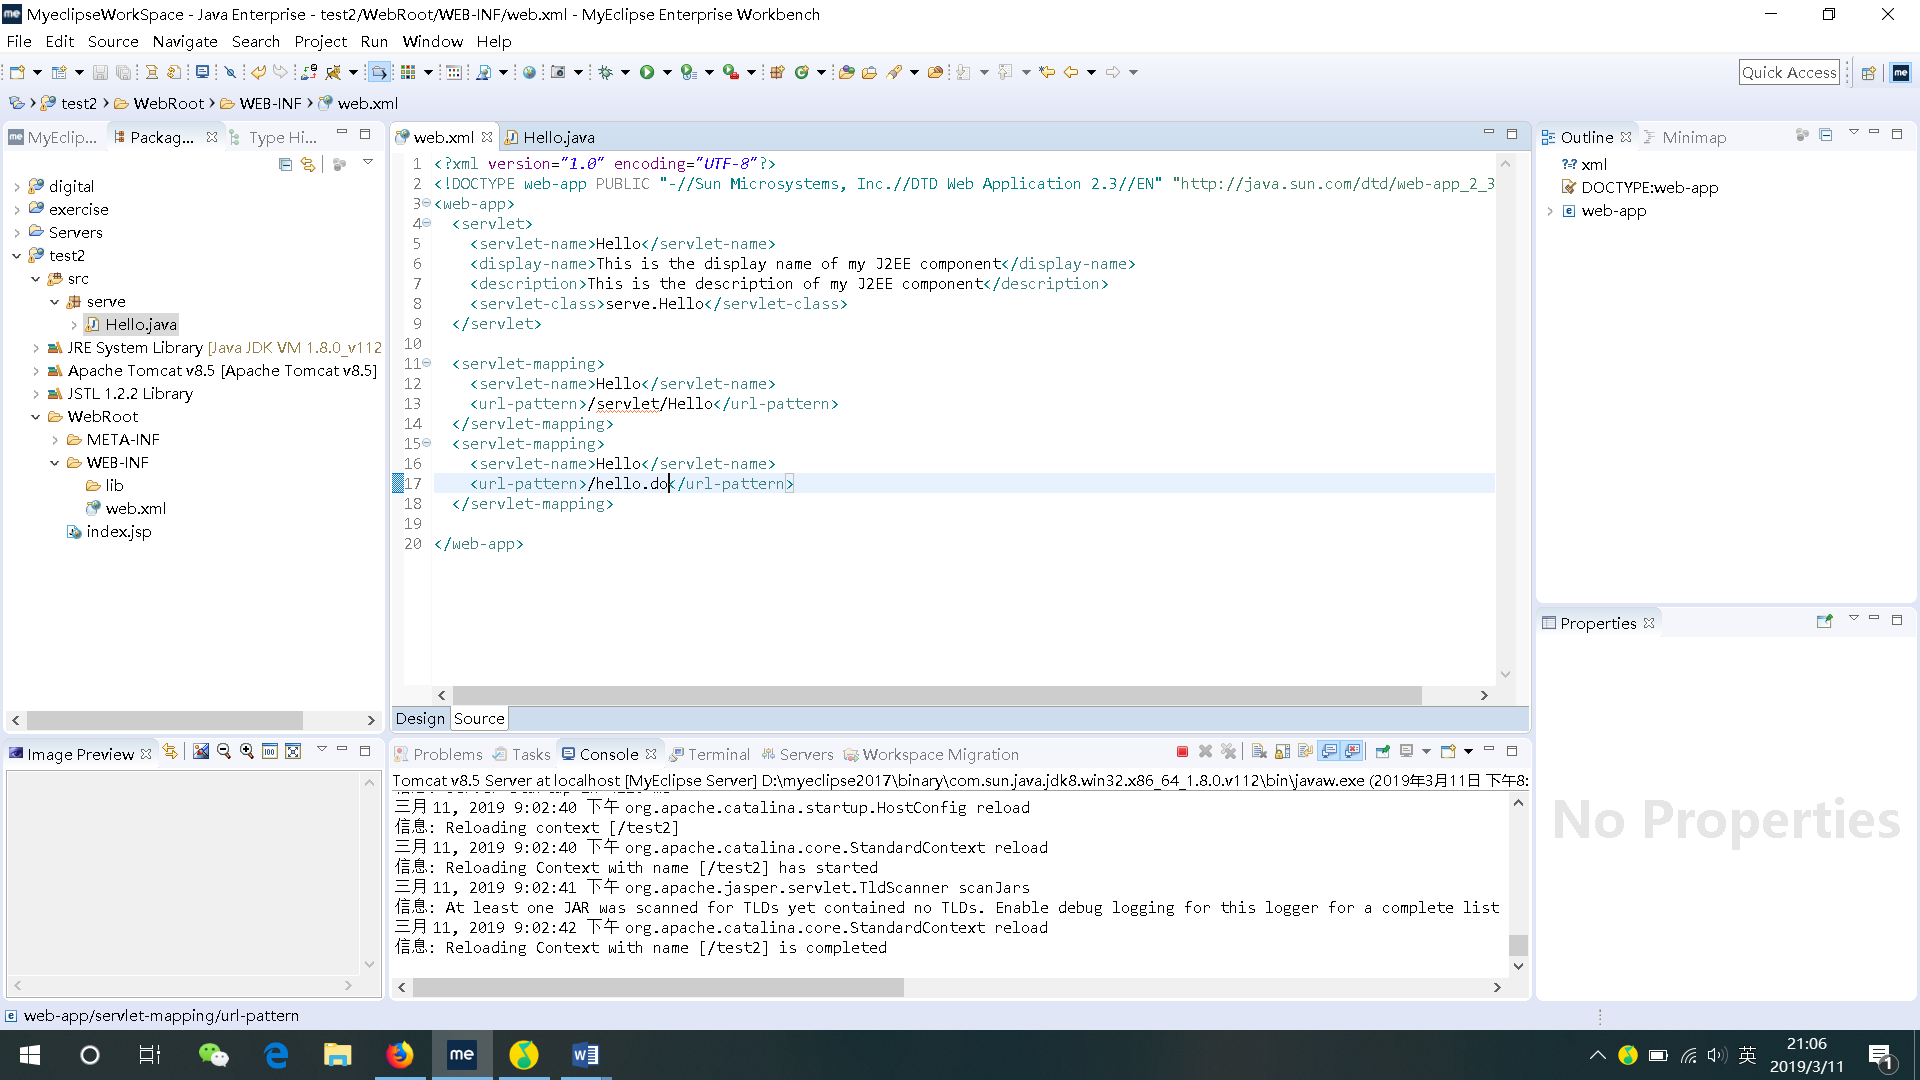 MyeclipseWorkSpace - Java Enterprise - test2/WebRoot/WEB-INF/web.xml - MyEclipse Enterprise Workbench
File Edit Source Navigate Search Project Run Window Help
Quick Access
test2 WebRoot WEB-INF web.xml
MyEclip... Packag... Type Hi...
digital
exercise
Servers
test2
src
serve
Hello.java
JRE System Library [Java JDK VM 1.8.0_v112
Apache Tomcat v8.5 [Apache Tomcat v8.5]
JSTL 1.2.2 Library
WebRoot
META-INF
WEB-INF
lib
web.xml
index.jsp
web.xml Hello.java
1 <?xml version="1.0" encoding="UTF-8"?>
2 <!DOCTYPE web-app PUBLIC "-//Sun Microsystems, Inc.//DTD Web Application 2.3//EN" "http://java.sun.com/dtd/web-app_2_3
3 <web-app>
4 <servlet>
5 <servlet-name>Hello</servlet-name>
6 <display-name>This is the display name of my J2EE component</display-name>
7 <description>This is the description of my J2EE component</description>
8 <servlet-class>serve.Hello</servlet-class>
9 </servlet>
10
11 <servlet-mapping>
12 <servlet-name>Hello</servlet-name>
13 <url-pattern>/servlet/Hello</url-pattern>
14 </servlet-mapping>
15 <servlet-mapping>
16 <servlet-name>Hello</servlet-name>
17 <url-pattern>/hello.do</url-pattern>
18 </servlet-mapping>
19
20 </web-app>
Design Source
Outline Minimap
xml
DOCTYPE:web-app
web-app
Properties
No Properties
Image Preview
Problems Tasks Console Terminal Servers Workspace Migration
Tomcat v8.5 Server at localhost [MyEclipse Server] D:\myeclipse2017\binary\com.sun.java.jdk8.win32.x86_64_1.8.0.v112\bin\javaw.exe (2019年3月11日 下午8:
三月 11, 2019 9:02:40 下午 org.apache.catalina.startup.HostConfig reload
信息: Reloading context [/test2]
三月 11, 2019 9:02:40 下午 org.apache.catalina.core.StandardContext reload
信息: Reloading Context with name [/test2] has started
三月 11, 2019 9:02:41 下午 org.apache.jasper.servlet.TldScanner scanJars
信息: At least one JAR was scanned for TLDs yet contained no TLDs. Enable debug logging for this logger for a complete list
三月 11, 2019 9:02:42 下午 org.apache.catalina.core.StandardContext reload
信息: Reloading Context with name [/test2] is completed
web-app/servlet-mapping/url-pattern
me
英
21:06
2019/3/11
1